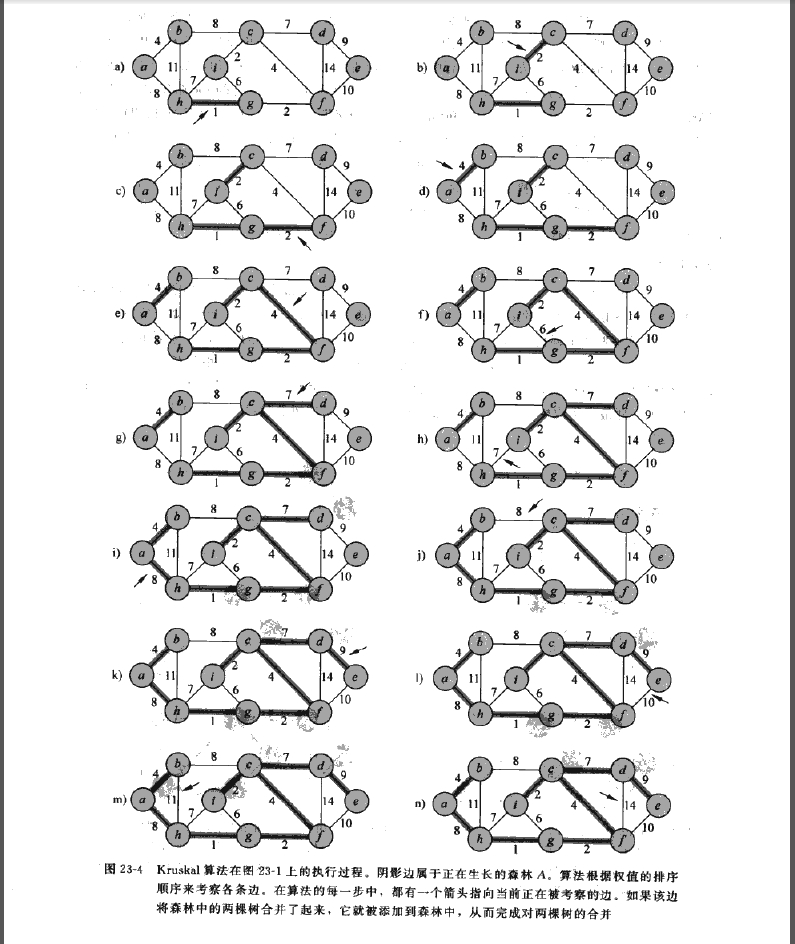 8 7
b c d
4 2 9
a) a 11 i 4 14 e
8 7 6 10
h g f
1 2
8 7
b c d
4 2 9
b) a 11 i 4 14 e
8 7 6 10
h g f
1 2
8 7
b c d
4 2 9
c) a 11 i 4 14 e
8 7 6 10
h g f
1 2
8 7
b c d
4 2 9
d) a 11 i 4 14 e
8 7 6 10
h g f
1 2
8 7
b c d
4 2 9
e) a 11 i 4 14 e
8 7 6 10
h g f
1 2
8 7
b c d
4 2 9
f) a 11 i 4 14 e
8 7 6 10
h g f
1 2
8 7
b c d
4 2 9
g) a 11 i 4 14 e
8 7 6 10
h g f
1 2
8 7
b c d
4 2 9
h) a 11 i 4 14 e
8 7 6 10
h g f
1 2
8 7
b c d
4 2 9
i) a 11 i 4 14 e
8 7 6 10
h g f
1 2
8 7
b c d
4 2 9
j) a 11 i 4 14 e
8 7 6 10
h g f
1 2
8 7
b c d
4 2 9
k) a 11 i 4 14 e
8 7 6 10
h g f
1 2
8 7
b c d
4 2 9
l) a 11 i 4 14 e
8 7 6 10
h g f
1 2
8 7
b c d
4 2 9
m) a 11 i 4 14 e
8 7 6 10
h g f
1 2
8 7
b c d
4 2 9
n) a 11 i 4 14 e
8 7 6 10
h g f
1 2
图 23-4 Kruskal 算法在图 23-1 上的执行过程。阴影边属于正在生长的森林 A。算法根据权值的排序
顺序来考察各条边。在算法的每一步中，都有一个箭头指向当前正在被考察的边。如果该边
将森林中的两棵树合并了起来，它就被添加到森林中，从而完成对两棵树的合并